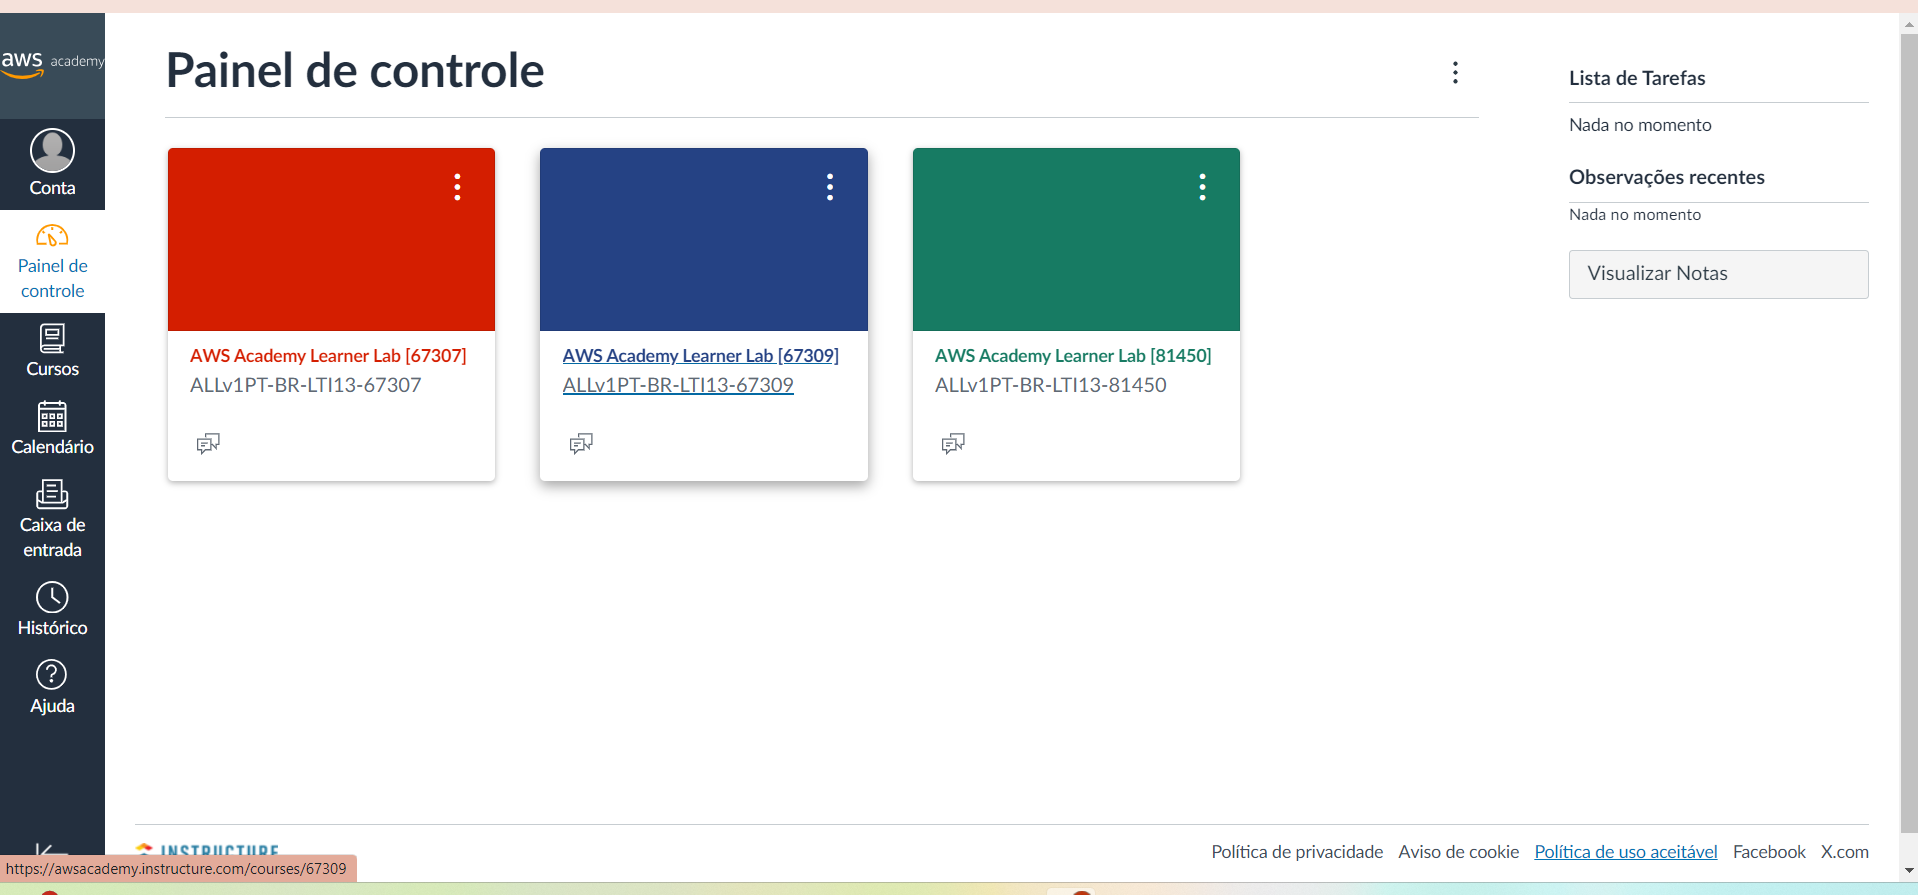 aws academy
Conta
Painel de
controle
Cursos
Calendário
Caixa de
entrada
Histórico
Ajuda
Painel de controle
AWS Academy Learner Lab [67307]
ALLv1PT-BR-LTI13-67307
AWS Academy Learner Lab [67309]
ALLv1PT-BR-LTI13-67309
AWS Academy Learner Lab [81450]
ALLv1PT-BR-LTI13-81450
Lista de Tarefas
Nada no momento
Observações recentes
Nada no momento
Visualizar Notas
INSTRUCTURE
Política de privacidade Aviso de cookie Política de uso aceitável Facebook X.com
https://awsacademy.instructure.com/courses/67309